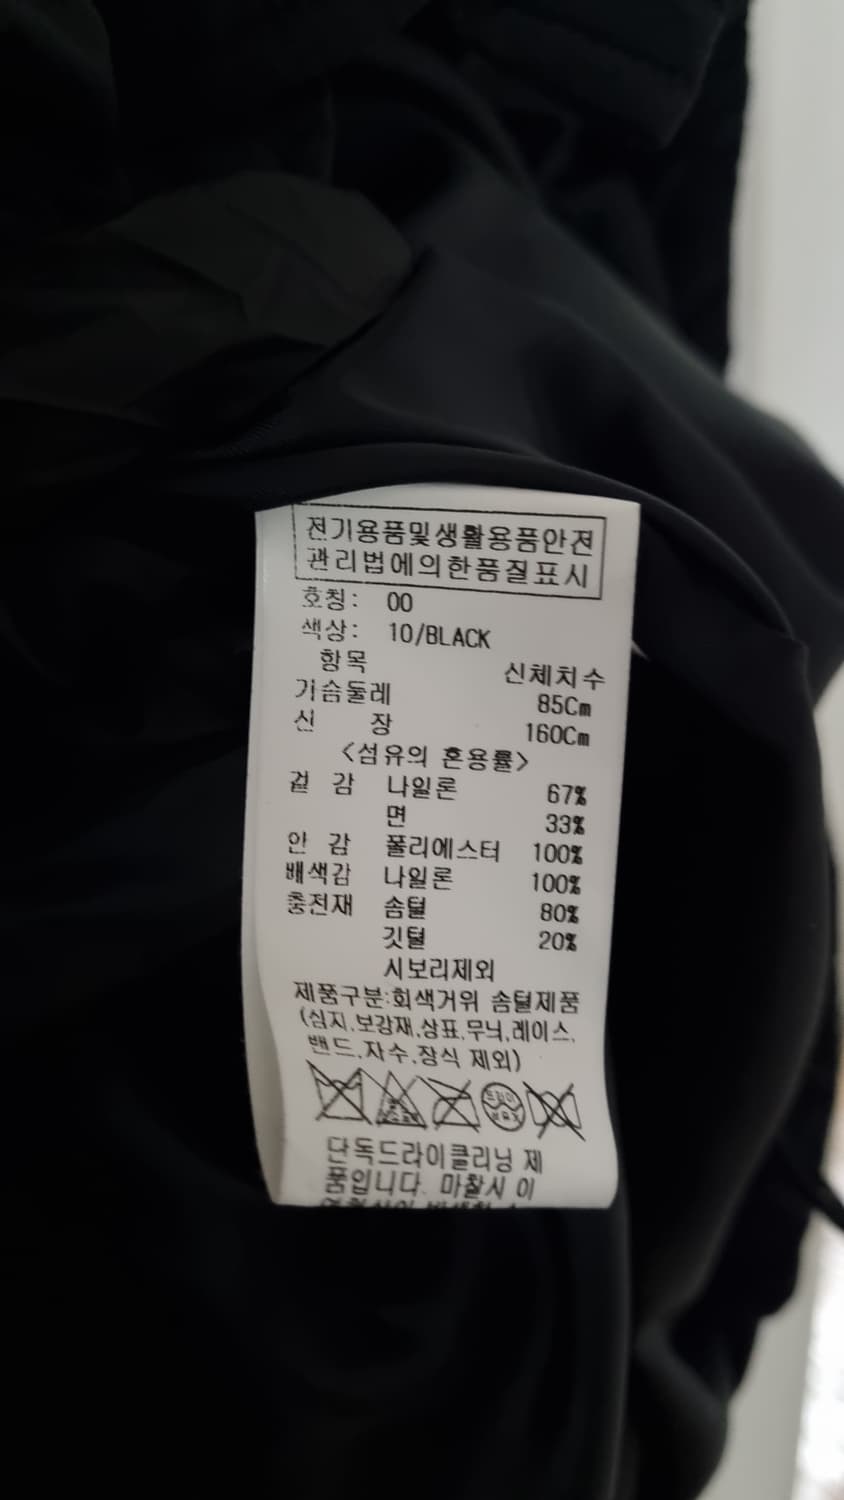 전기용품및생활용품안전
관리법에의한품질표시
호칭: 00
색상: 10/BLACK
항목 신체치수
가슴둘레 85Cm
신 장 160Cm
<섬유의 혼용률>
겉 감 나일론 67%
면 33%
안 감 폴리에스터 100%
배색감 나일론 100%
충전재 솜털 80%
깃털 20%
시보리제외
제품구분:회색거위 솜털제품
(심지,보강재,상표,무늬,레이스,
밴드,자수,장식 제외)
드라이
단독드라이클리닝 제
품입니다. 마찰시 이